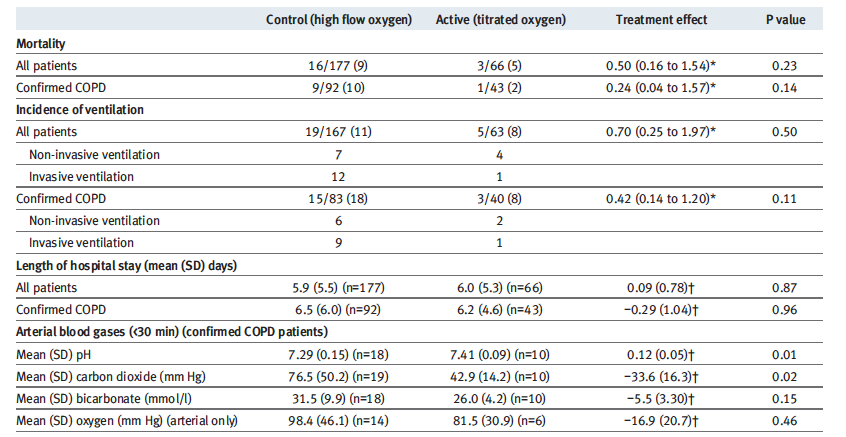 Control (high flow oxygen) Active (titrated oxygen) Treatment effect P value
Mortality
All patients 16/177 (9) 3/66 (5) 0.50 (0.16 to 1.54)* 0.23
Confirmed COPD 9/92 (10) 1/43 (2) 0.24 (0.04 to 1.57)* 0.14
Incidence of ventilation
All patients 19/167 (11) 5/63 (8) 0.70 (0.25 to 1.97)* 0.50
Non-invasive ventilation 7 4
Invasive ventilation 12 1
Confirmed COPD 15/83 (18) 3/40 (8) 0.42 (0.14 to 1.20)* 0.11
Non-invasive ventilation 6 2
Invasive ventilation 9 1
Length of hospital stay (mean (SD) days)
All patients 5.9 (5.5) (n=177) 6.0 (5.3) (n=66) 0.09 (0.78)† 0.87
Confirmed COPD 6.5 (6.0) (n=92) 6.2 (4.6) (n=43) −0.29 (1.04)† 0.96
Arterial blood gases (<30 min) (confirmed COPD patients)
Mean (SD) pH 7.29 (0.15) (n=18) 7.41 (0.09) (n=10) 0.12 (0.05)† 0.01
Mean (SD) carbon dioxide (mm Hg) 76.5 (50.2) (n=19) 42.9 (14.2) (n=10) −33.6 (16.3)† 0.02
Mean (SD) bicarbonate (mmol/l) 31.5 (9.9) (n=18) 26.0 (4.2) (n=10) −5.5 (3.30)† 0.15
Mean (SD) oxygen (mm Hg) (arterial only) 98.4 (46.1) (n=14) 81.5 (30.9) (n=6) −16.9 (20.7)† 0.46